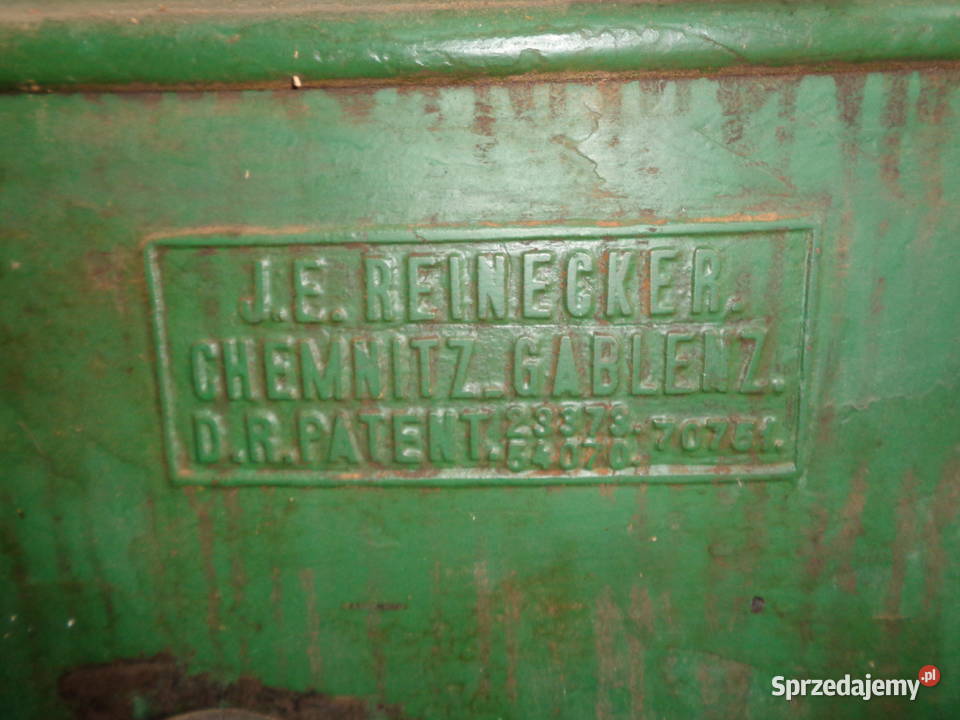 J.E. REINECKER.
CHEMNITZ_GABLENZ.
D.R.PATENT.
Sprzedajemy.pl